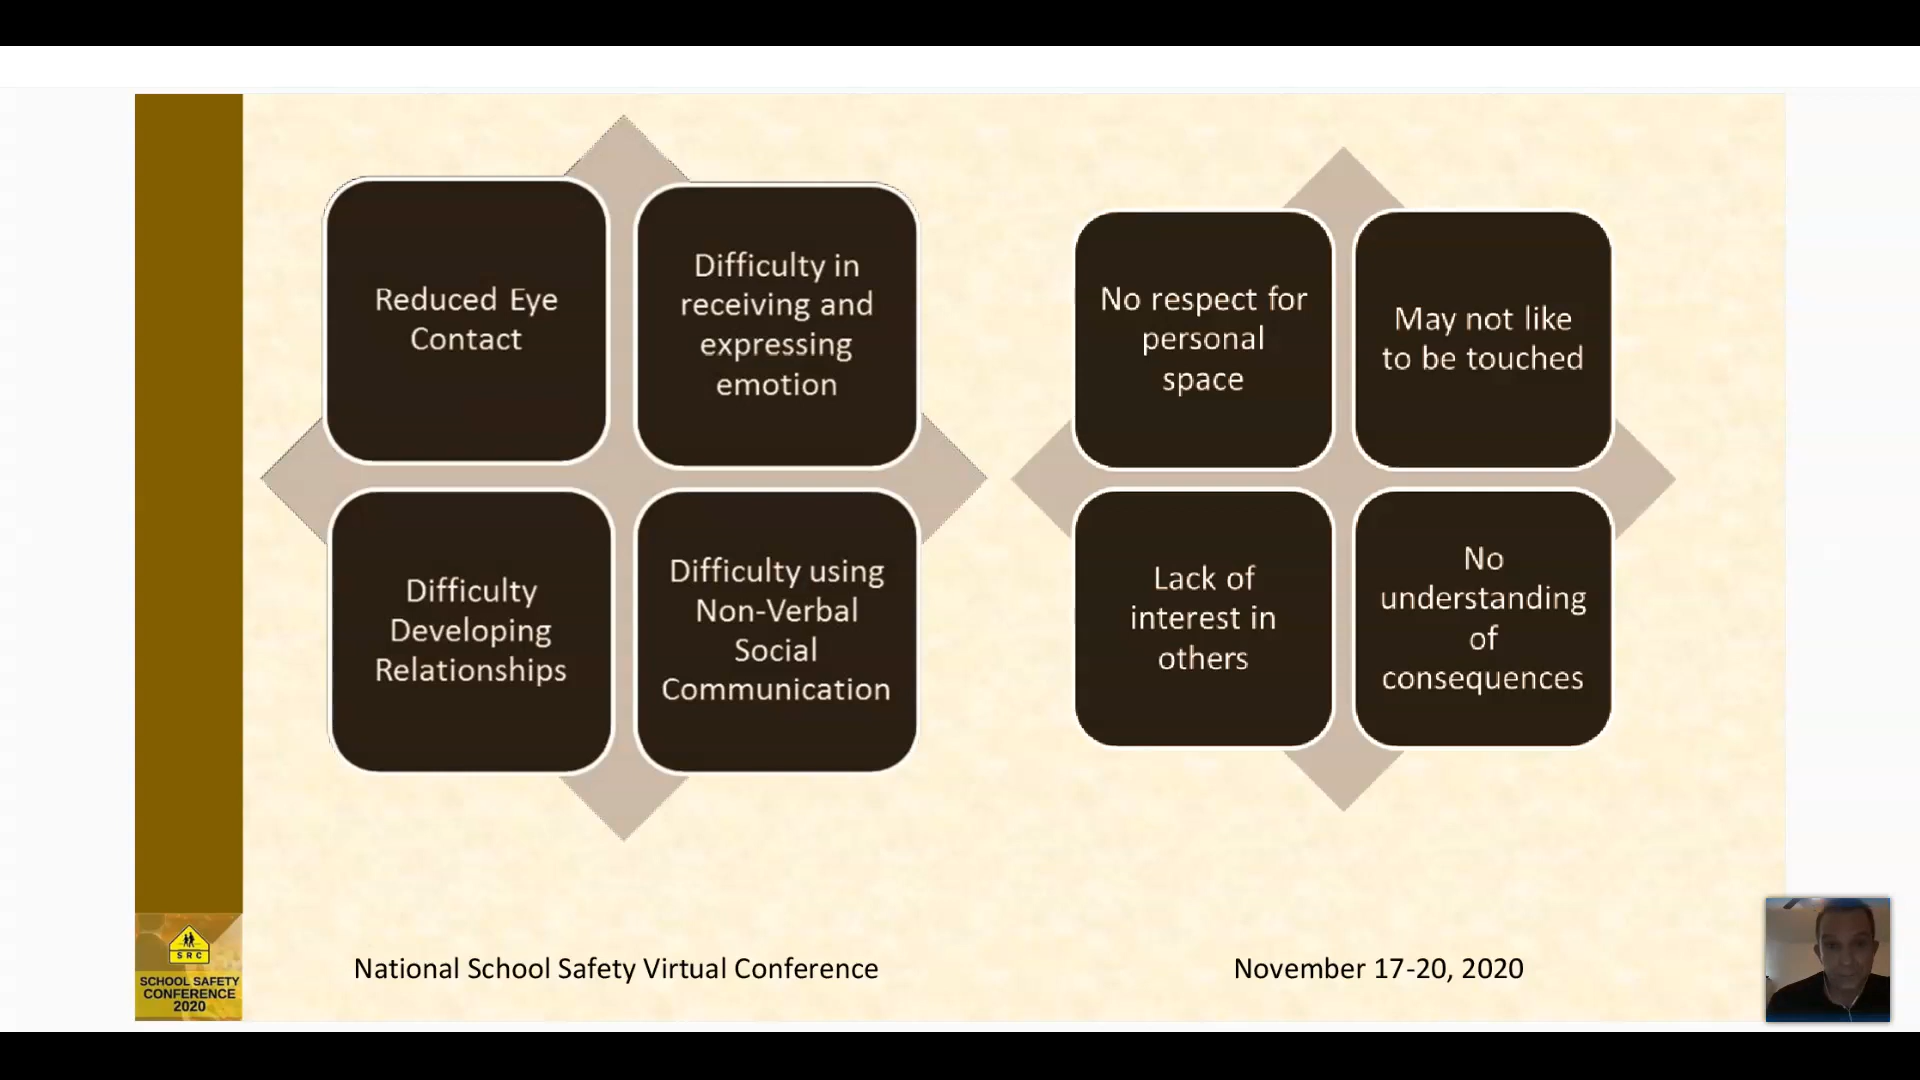 Reduced Eye
Contact
Difficulty in
receiving and
expressing
emotion
Difficulty
Developing
Relationships
Difficulty using
Non-Verbal
Social
Communication
No respect for
personal
space
May not like
to be touched
Lack of
interest in
others
No
understanding
of
consequences
SRC
SCHOOL SAFETY
CONFERENCE
2020
National School Safety Virtual Conference
November 17-20, 2020